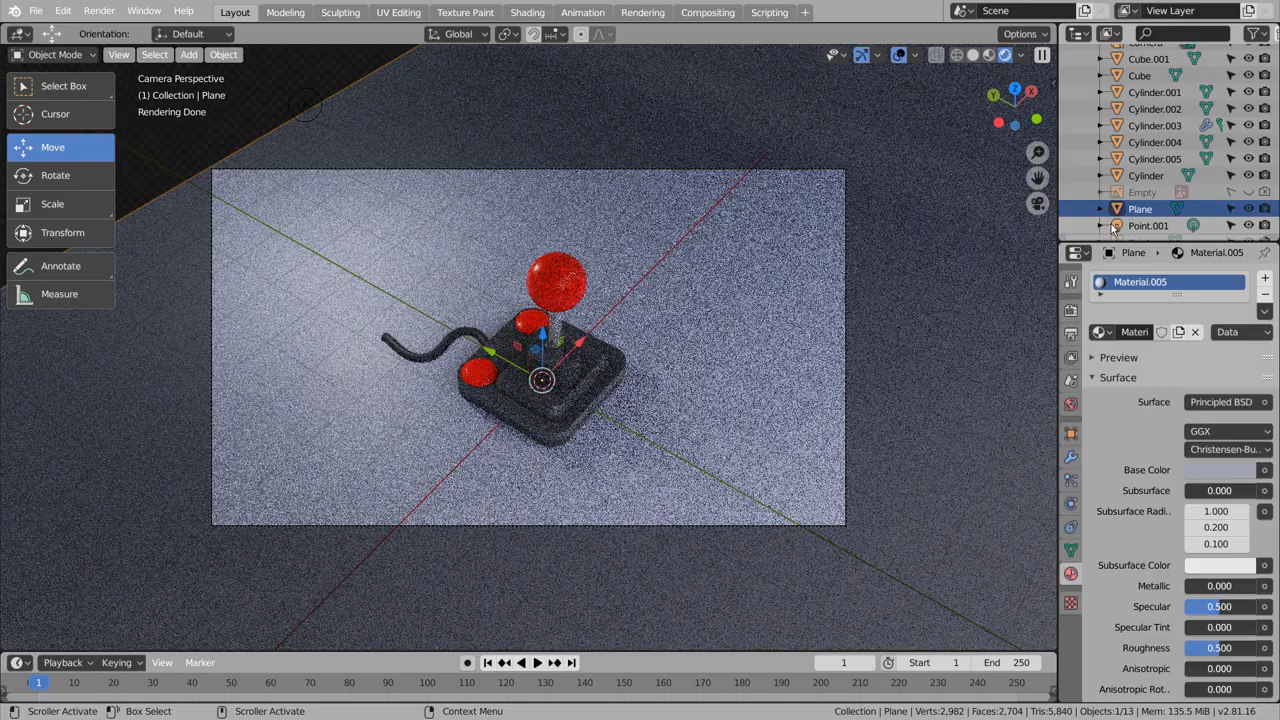 File Edit Render Window Help Layout Modeling Sculpting UV Editing Texture Paint Shading Animation Rendering Compositing Scripting + Scene View Layer
Orientation: Default Global Options
Object Mode View Select Add Object
Camera Perspective
(1) Collection | Plane
Rendering Done
Select Box
Cursor
Move
Rotate
Scale
Transform
Annotate
Measure
X
Y
Z
Camera
Cube.001
Cube
Cylinder.001
Cylinder.002
Cylinder.003
Cylinder.004
Cylinder.005
Cylinder
Empty
Plane
Point.001
Plane Material.005
Material.005
Materi Data
Preview
Surface
Surface Principled BSD
GGX
Christensen-Bu..
Base Color
Subsurface 0.000
Subsurface Radi.. 1.000
0.200
0.100
Subsurface Color
Metallic 0.000
Specular 0.500
Specular Tint 0.000
Roughness 0.500
Anisotropic 0.000
Anisotropic Rot.. 0.000
Playback Keying View Marker 1 Start 1 End 250
1 10 20 30 40 50 60 70 80 90 100 110 120 130 140 150 160 170 180 190 200 210 220 230 240 250
Scroller Activate Box Select Scroller Activate Context Menu Collection | Plane | Verts:2,982 | Faces:2,704 | Tris:5,840 | Objects:1/13 | Mem: 135.5 MiB | v2.81.16